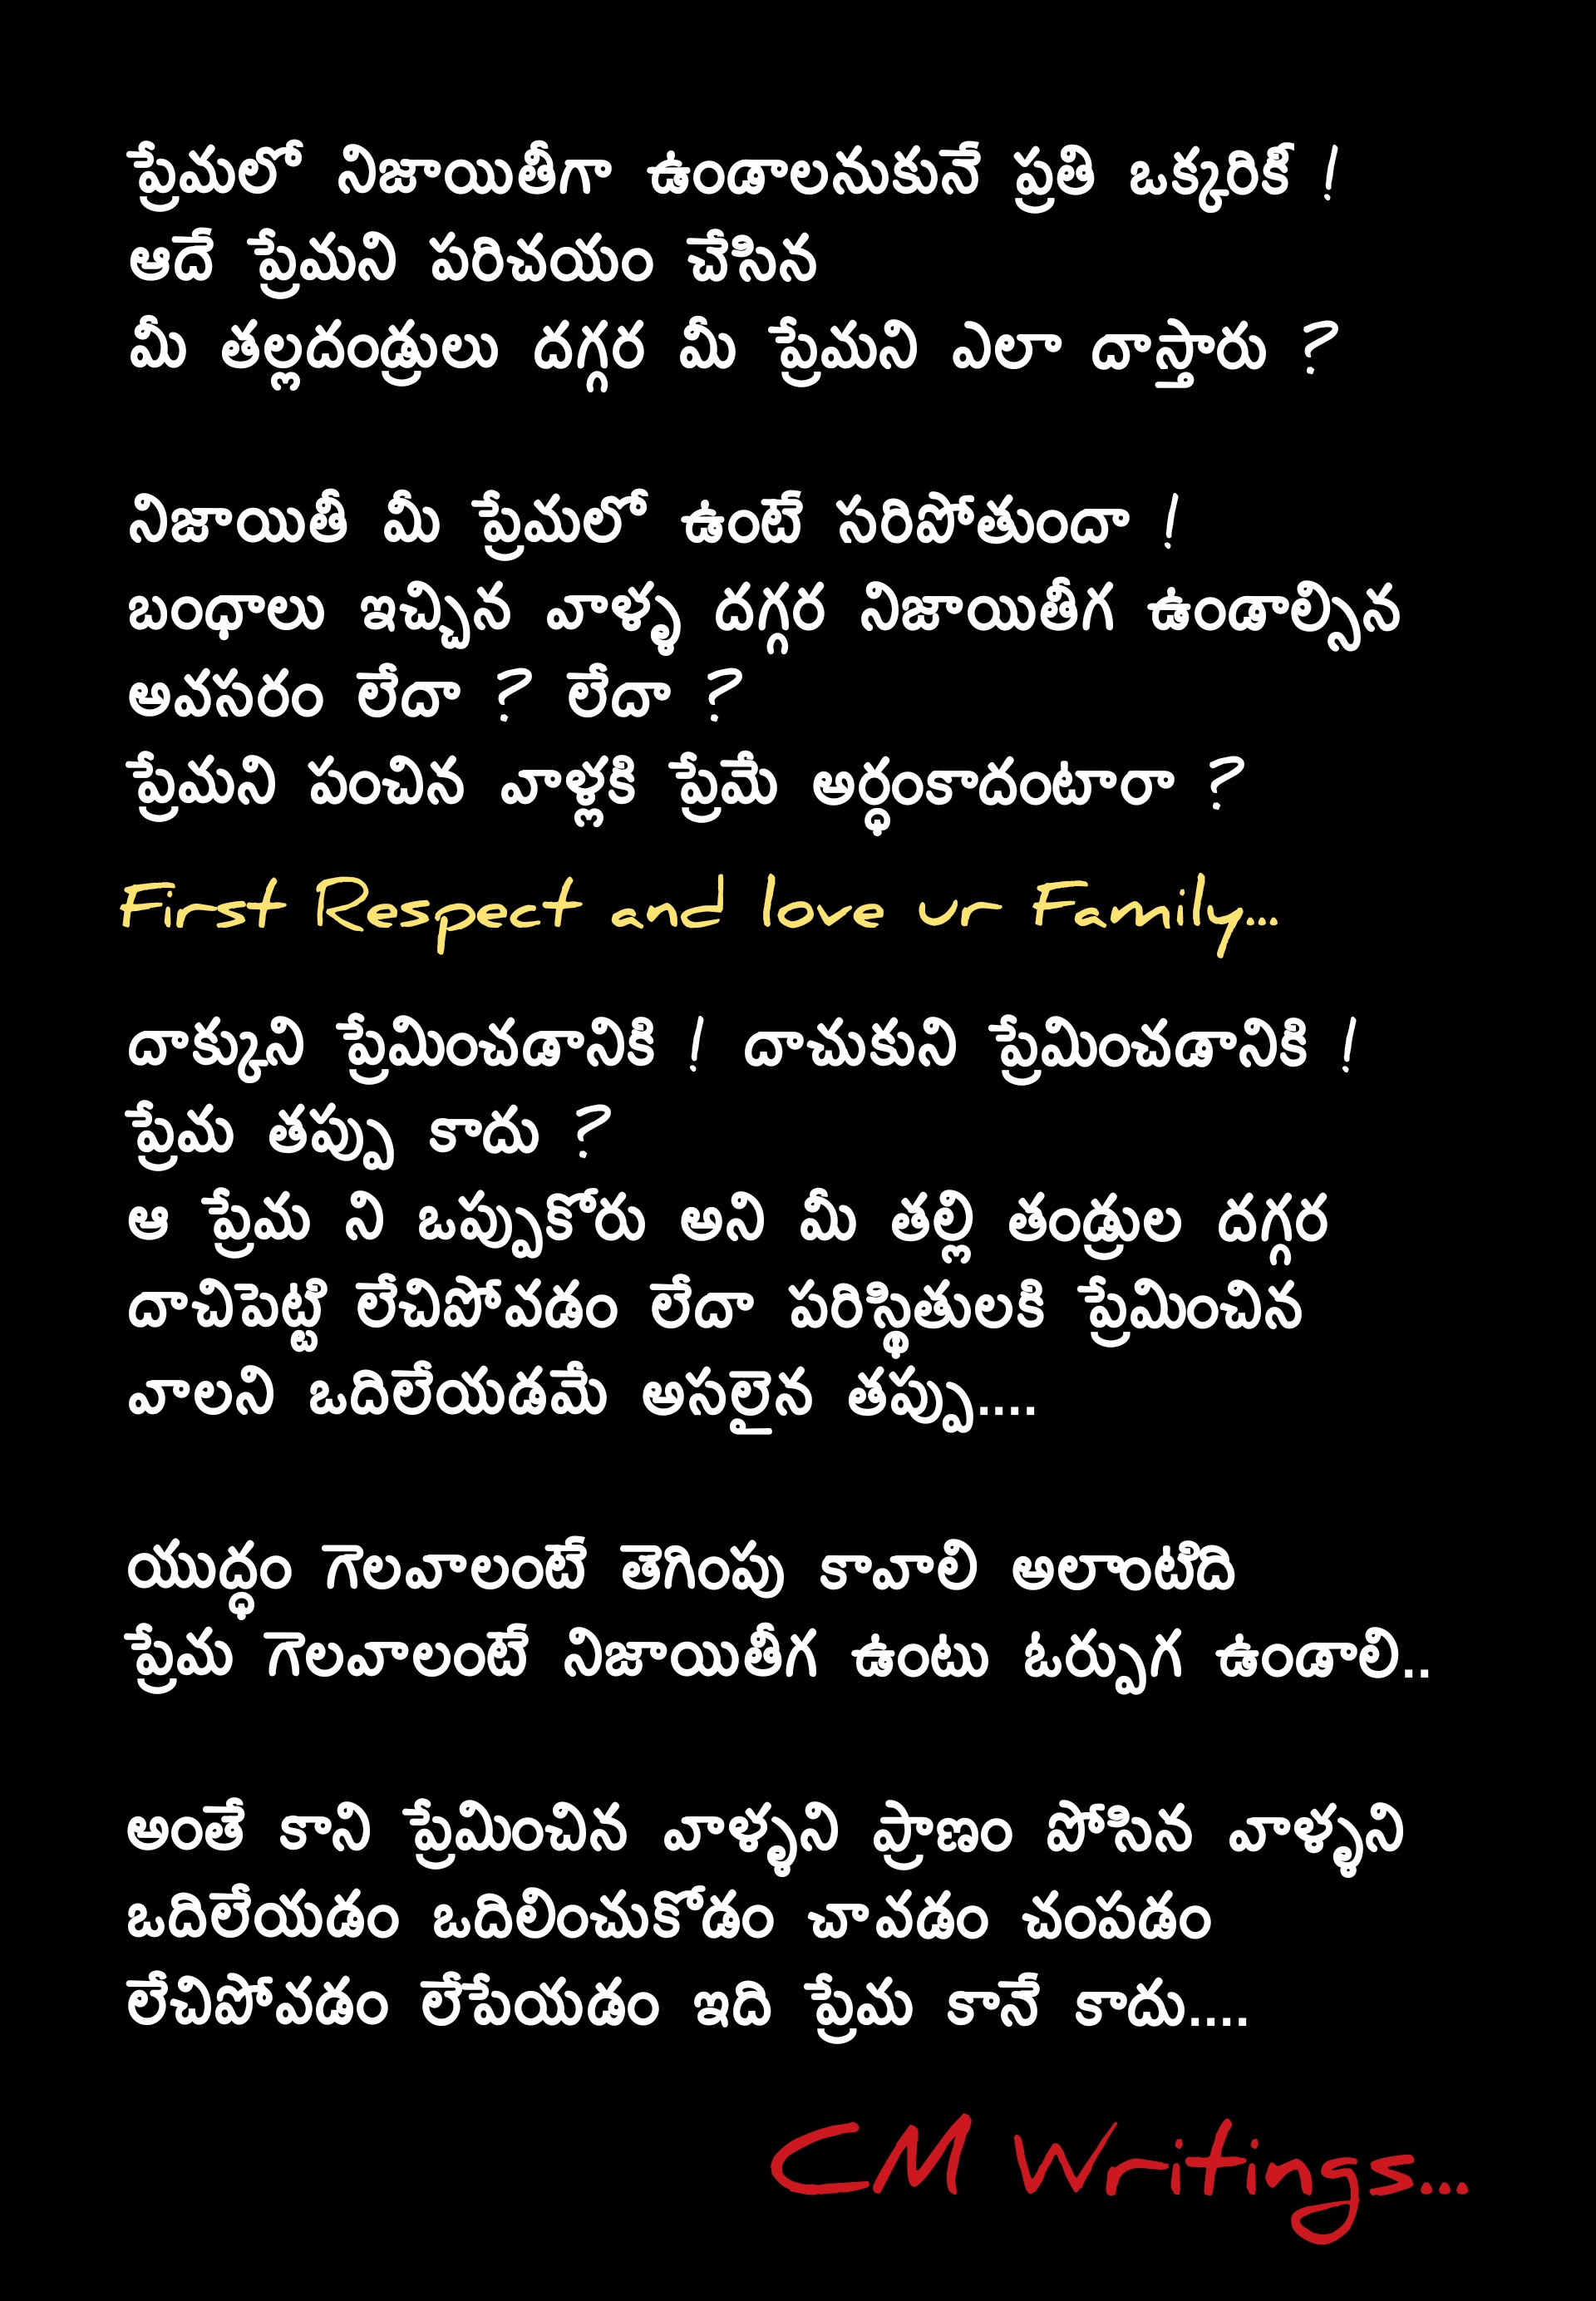 ప్రేమలో నిజాయితీగా ఉండాలనుకునే ప్రతి ఒక్కరికీ !
ఆదే ప్రేమని పరిచయం చేసిన
మీ తల్లదండ్రులు దగ్గర మీ ప్రేమని ఎలా దాస్తారు ?
నిజాయితీ మీ ప్రేమలో ఉంటే సరిపోతుందా !
బంధాలు ఇచ్చిన వాళ్ళు దగ్గర నిజాయితీగ ఉండాల్సిన
అవసరం లేదా ? లేదా ?
ప్రేమని పంచిన వాళ్లకి ప్రేమే అర్ధంకాదంటారా ?
First Respect and love ur Family...
దాక్కుని ప్రేమించడానికి ! దాచుకుని ప్రేమించడానికి !
ప్రేమ తప్పు కాదు ?
ఆ ప్రేమ ని ఒప్పుకోరు అని మీ తల్లి తండ్రుల దగ్గర
దాచిపెట్టి లేచిపోవడం లేదా పరిస్థితులకి ప్రేమించిన
వాలని ఒదిలేయడమే అసలైన తప్పు....
యుద్ధం గెలవాలంటే తెగింపు కావాలి అలాంటిది
ప్రేమ గెలవాలంటే నిజాయితీగ ఉంటు ఓర్పుగ ఉండాలి..
అంతే కాని ప్రేమించిన వాళ్ళని ప్రాణం పోసిన వాళ్ళని
ఒదిలేయడం ఒదిలించుకోడం చావడం చంపడం
లేచిపోవడం లేపేయడం ఇది ప్రేమ కానే కాదు....
CM Writings...